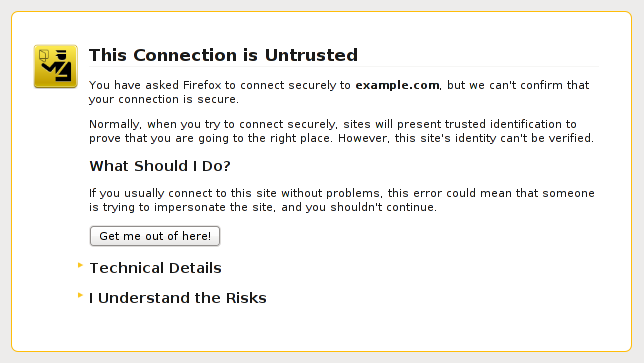 This Connection is Untrusted
You have asked Firefox to connect securely to example.com, but we can't confirm that
your connection is secure.
Normally, when you try to connect securely, sites will present trusted identification to
prove that you are going to the right place. However, this site's identity can't be verified.
What Should I Do?
If you usually connect to this site without problems, this error could mean that someone
is trying to impersonate the site, and you shouldn't continue.
Get me out of here!
Technical Details
I Understand the Risks